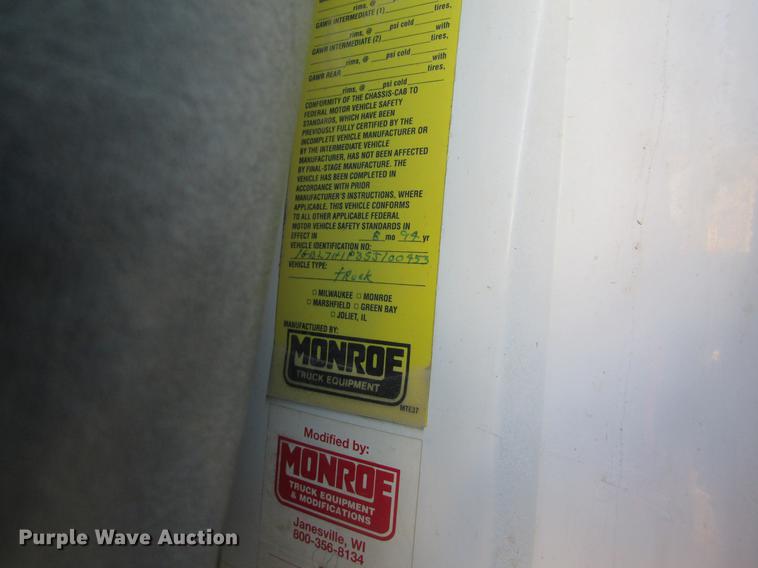 rims, @ psi cold with
GAWR INTERMEDIATE (1) tires,
rims, @ psi cold with
GAWR INTERMEDIATE (2) tires,
rims, @ psi cold with
GAWR REAR tires,
rims, @ psi cold
CONFORMITY OF THE CHASSIS-CAB TO
FEDERAL MOTOR VEHICLE SAFETY
STANDARDS, WHICH HAVE BEEN
PREVIOUSLY FULLY CERTIFIED BY THE
INCOMPLETE VEHICLE MANUFACTURER OR
BY THE INTERMEDIATE VEHICLE
MANUFACTURER, HAS NOT BEEN AFFECTED
BY FINAL-STAGE MANUFACTURE. THE
VEHICLE HAS BEEN COMPLETED IN
ACCORDANCE WITH PRIOR
MANUFACTURER'S INSTRUCTIONS, WHERE
APPLICABLE. THIS VEHICLE CONFORMS
TO ALL OTHER APPLICABLE FEDERAL
MOTOR VEHICLE SAFETY STANDARDS IN
EFFECT IN 8 mo 94 yr
VEHICLE IDENTIFICATION NO:
VEHICLE TYPE:
truck
MILWAUKEE MONROE
MARSHFIELD GREEN BAY
JOLIET, IL
MANUFACTURED BY:
MONROE
TRUCK EQUIPMENT
MTE37
Modified by:
MONROE
TRUCK EQUIPMENT
& MODIFICATIONS
Janesville, WI
800-356-8134
Purple Wave Auction